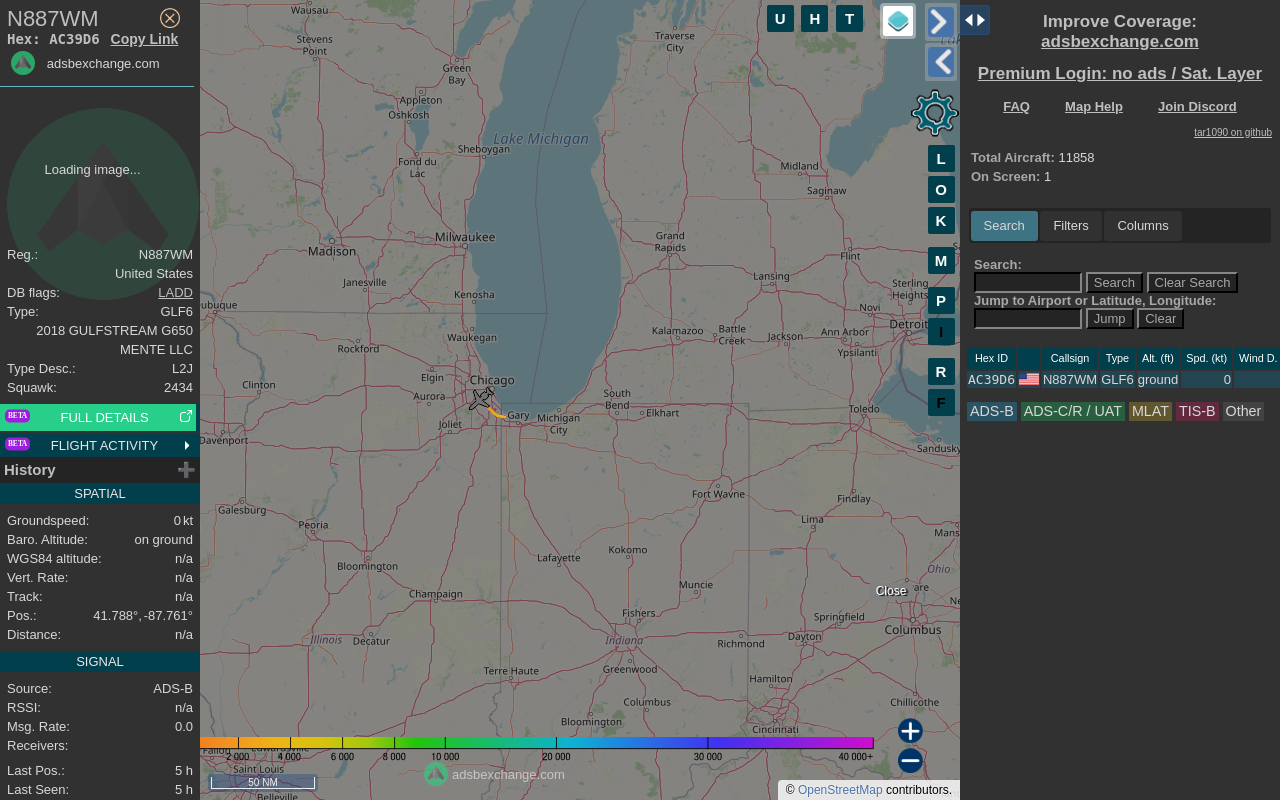 N887WM
Hex: AC39D6 Copy Link
adsbexchange.com
Loading image...
Reg.: N887WM
United States
DB flags: LADD
Type: GLF6
2018 GULFSTREAM G650
MENTE LLC
Type Desc.: L2J
Squawk: 2434
BETA FULL DETAILS
BETA FLIGHT ACTIVITY
History
SPATIAL
Groundspeed: 0 kt
Baro. Altitude: on ground
WGS84 altitude: n/a
Vert. Rate: n/a
Track: n/a
Pos.: 41.788°, -87.761°
Distance: n/a
SIGNAL
Source: ADS-B
RSSI: n/a
Msg. Rate: 0.0
Receivers:
Last Pos.: 5 h
Last Seen: 5 h
Wausau
Stevens Point
Green Bay
Traverse City
Appleton
Oshkosh
Lake Michigan
Sheboygan
Fond du Lac
Midland
Saginaw
Milwaukee
Madison
Grand Rapids
Flint
Janesville
Lansing
Kenosha
Sterling Heights
ubuque
Waukegan
Kalamazoo
Battle Creek
Jackson
Ann Arbor
Novi
Detroit
Ypsilanti
Rockford
Elgin
Chicago
Clinton
Aurora
Gary
Michigan City
South Bend
Elkhart
Toledo
Joliet
Davenport
Sandusky
Galesburg
Peoria
Fort Wayne
Findlay
Lima
Mans
Kokomo
Lafayette
Bloomington
Muncie
Ohio
Champaign
Close
are
Ne
Fishers
Springfield
Illinois
Decatur
Indiana
Richmond
Dayton
Columbus
Terre Haute
Greenwood
Hamilton
Columbus
Chillicothe
Bloomington
Cincinnati
Fallon
Edwardsville
Saint Louis
Belleville
2 000 4 000 6 000 8 000 10 000 20 000 30 000 40 000+
50 NM
adsbexchange.com
© OpenStreetMap contributors.
U H T
L
O
K
M
P
I
R
F
Improve Coverage:
adsbexchange.com
Premium Login: no ads / Sat. Layer
FAQ Map Help Join Discord
tar1090 on github
Total Aircraft: 11858
On Screen: 1
Search Filters Columns
Search:
Search Clear Search
Jump to Airport or Latitude, Longitude:
Jump Clear
Hex ID Callsign Type Alt. (ft) Spd. (kt) Wind D.
AC39D6 N887WM GLF6 ground 0
ADS-B ADS-C/R / UAT MLAT TIS-B Other